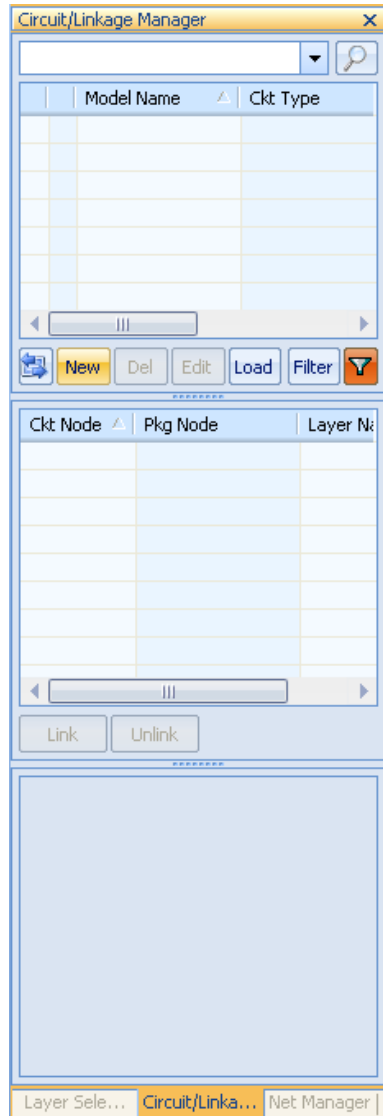 Circuit/Linkage Manager
Model Name Ckt Type
New Del Edit Load Filter
Ckt Node Pkg Node Layer Na
Link Unlink
Layer Sele... Circuit/Linka... Net Manager